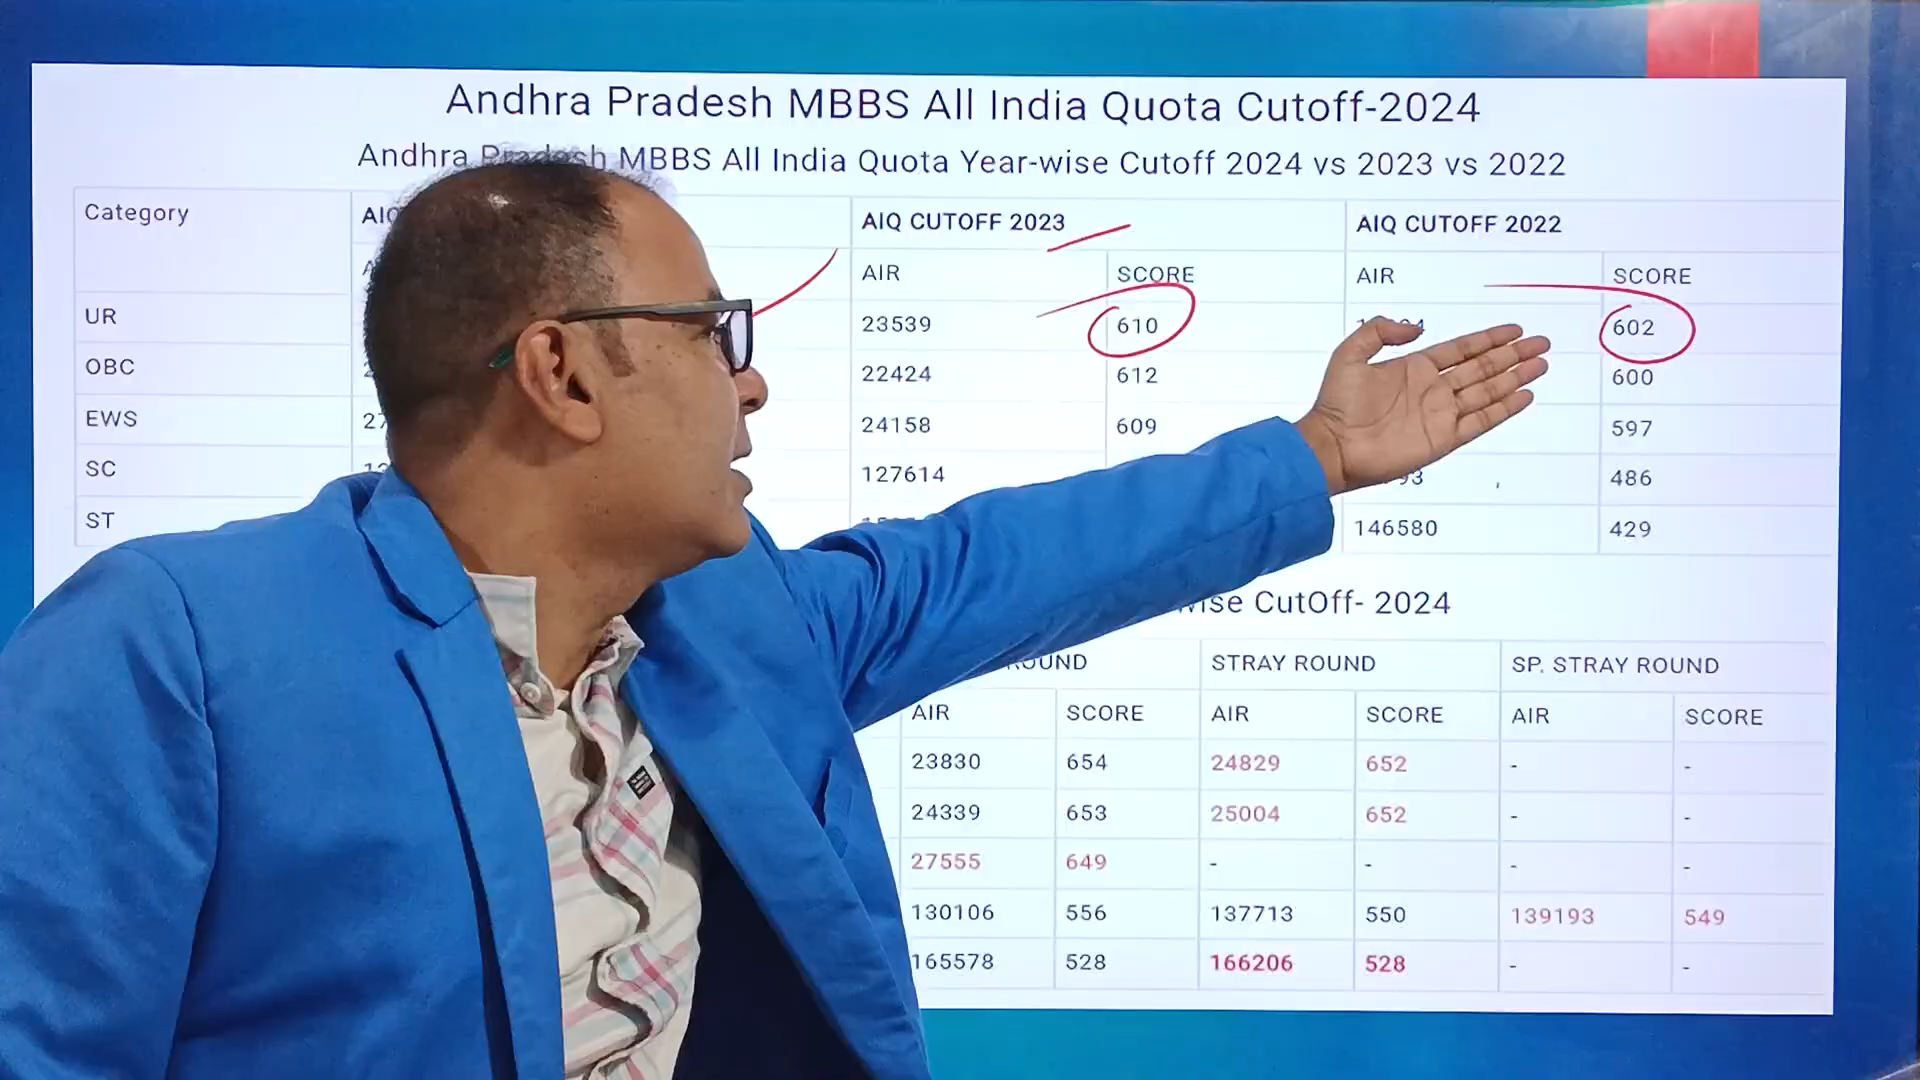 Andhra Pradesh MBBS All India Quota Cutoff-2024
Andhra Pradesh MBBS All India Quota Year-wise Cutoff 2024 vs 2023 vs 2022
Category AIQ CUTOFF 2023 AIQ CUTOFF 2022
AIR SCORE AIR SCORE
UR 23539 610 602
OBC 22424 612 600
EWS 24158 609 597
SC 127614 486
ST 146580 429
CutOff- 2024
STRAY ROUND SP. STRAY ROUND
AIR SCORE AIR SCORE AIR SCORE
23830 654 24829 652 - -
24339 653 25004 652 - -
27555 649 - - - -
130106 556 137713 550 139193 549
165578 528 166206 528 - -